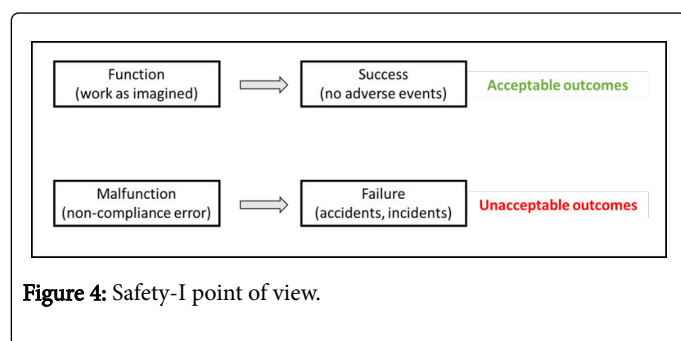 Function
(work as imagined)
Success
(no adverse events)
Acceptable outcomes
Malfunction
(non-compliance error)
Failure
(accidents, incidents)
Unacceptable outcomes
Figure 4: Safety-I point of view.